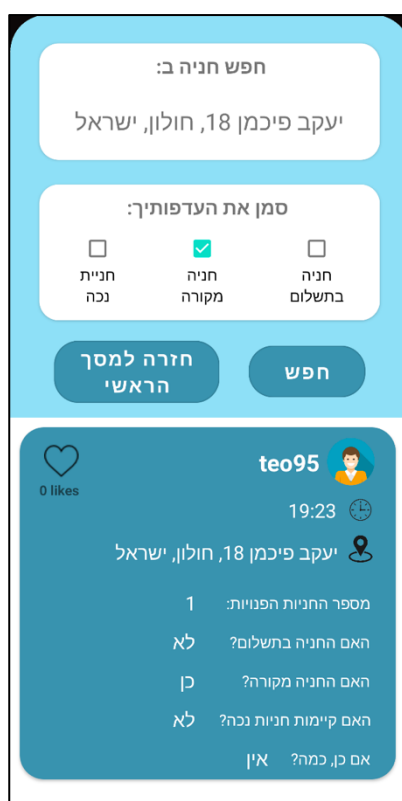 חפש חניה ב:
יעקב פיכמן 18, חולון, ישראל
סמן את העדפותיך:
חניה בתשלום
חניה מקורה
חניית נכה
חפש
חזרה למסך הראשי
teo95
0 likes
19:23
יעקב פיכמן 18, חולון, ישראל
מספר החניות הפנויות: 1
האם החניה בתשלום? לא
האם החניה מקורה? כן
האם קיימות חניות נכה? לא
אם כן, כמה? אין